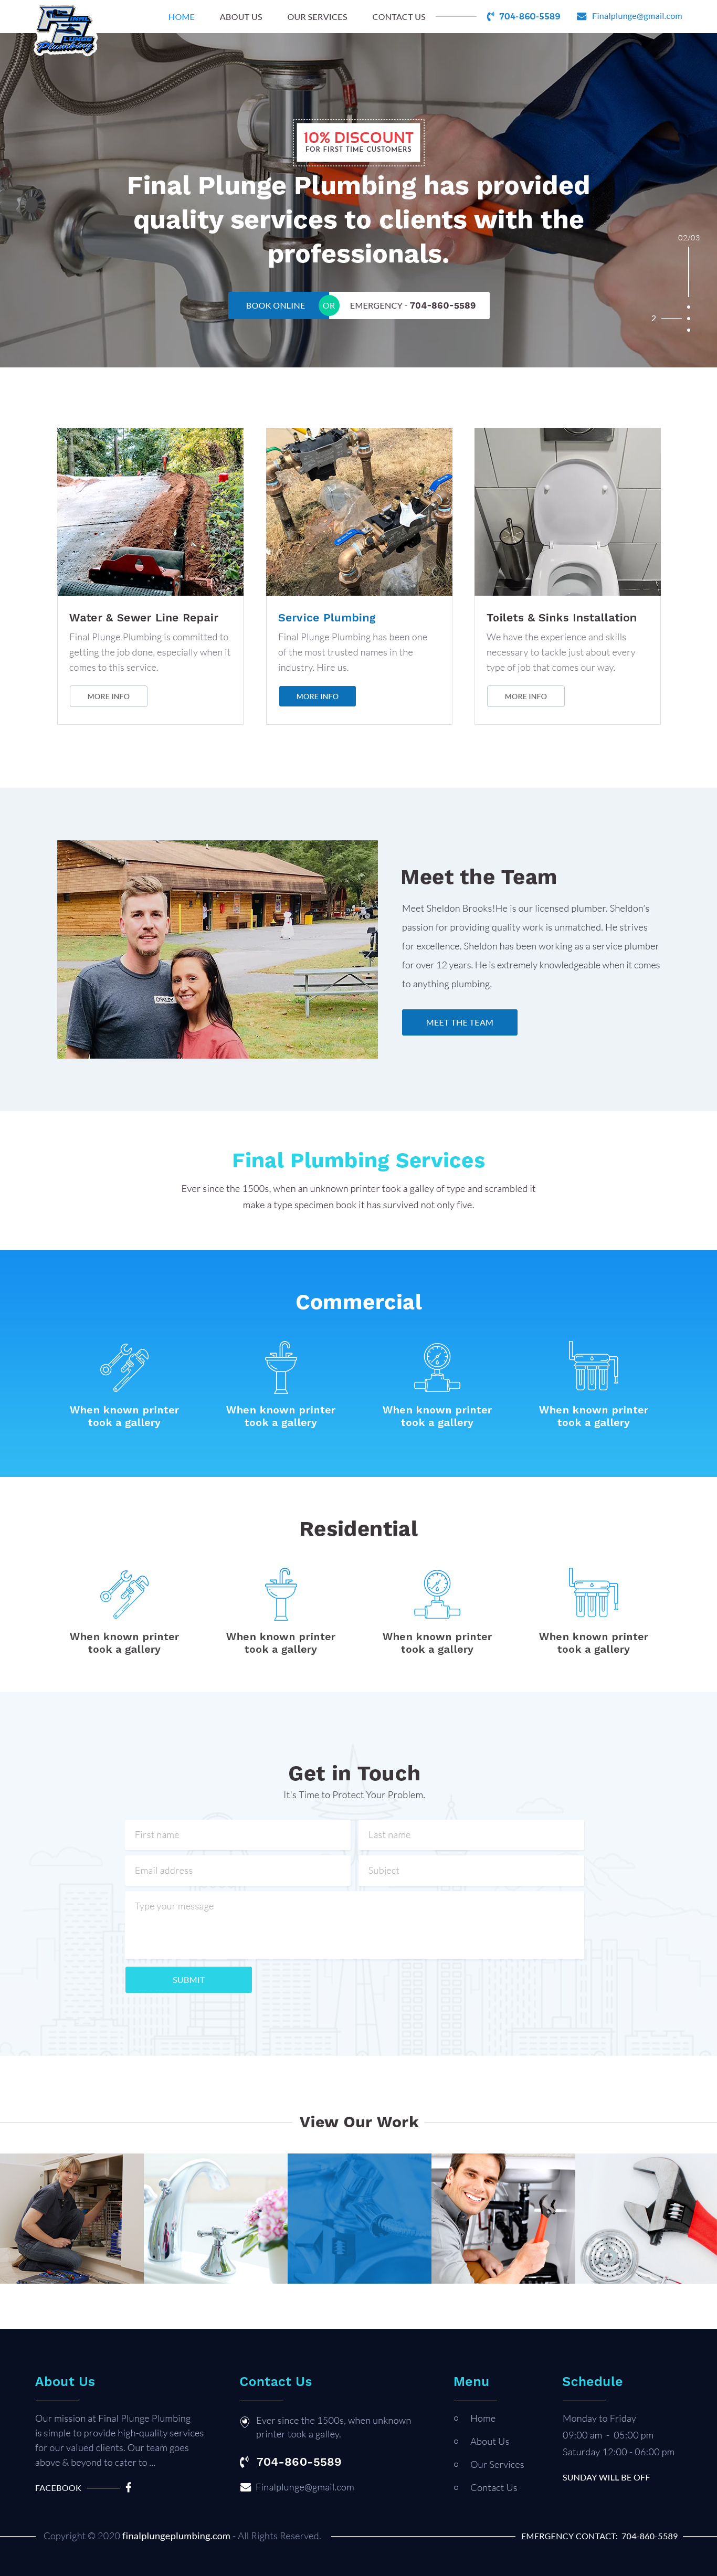 FINAL
PLUNGE
Plumbing
HOME
ABOUT US
OUR SERVICES
CONTACT US
704-860-5589
Finalplunge@gmail.com
10% DISCOUNT
FOR FIRST TIME CUSTOMERS
Final Plunge Plumbing has provided
quality services to clients with the
professionals.
BOOK ONLINE
OR
EMERGENCY - 704-860-5589
02/03
2
Water & Sewer Line Repair
Final Plunge Plumbing is committed to
getting the job done, especially when it
comes to this service.
MORE INFO
Service Plumbing
Final Plunge Plumbing has been one
of the most trusted names in the
industry. Hire us.
MORE INFO
Toilets & Sinks Installation
We have the experience and skills
necessary to tackle just about every
type of job that comes our way.
MORE INFO
Meet the Team
Meet Sheldon Brooks!He is our licensed plumber. Sheldon's
passion for providing quality work is unmatched. He strives
for excellence. Sheldon has been working as a service plumber
for over 12 years. He is extremely knowledgeable when it comes
to anything plumbing.
MEET THE TEAM
Final Plumbing Services
Ever since the 1500s, when an unknown printer took a galley of type and scrambled it
make a type specimen book it has survived not only five.
Commercial
When known printer
took a gallery
When known printer
took a gallery
When known printer
took a gallery
When known printer
took a gallery
Residential
When known printer
took a gallery
When known printer
took a gallery
When known printer
took a gallery
When known printer
took a gallery
Get in Touch
It's Time to Protect Your Problem.
First name
Last name
Email address
Subject
Type your message
SUBMIT
View Our Work
About Us
Our mission at Final Plunge Plumbing
is simple to provide high-quality services
for our valued clients. Our team goes
above & beyond to cater to ...
FACEBOOK
Contact Us
Ever since the 1500s, when unknown
printer took a galley.
704-860-5589
Finalplunge@gmail.com
Menu
Home
About Us
Our Services
Contact Us
Schedule
Monday to Friday
09:00 am - 05:00 pm
Saturday 12:00 - 06:00 pm
SUNDAY WILL BE OFF
Copyright © 2020 finalplungeplumbing.com - All Rights Reserved.
EMERGENCY CONTACT: 704-860-5589